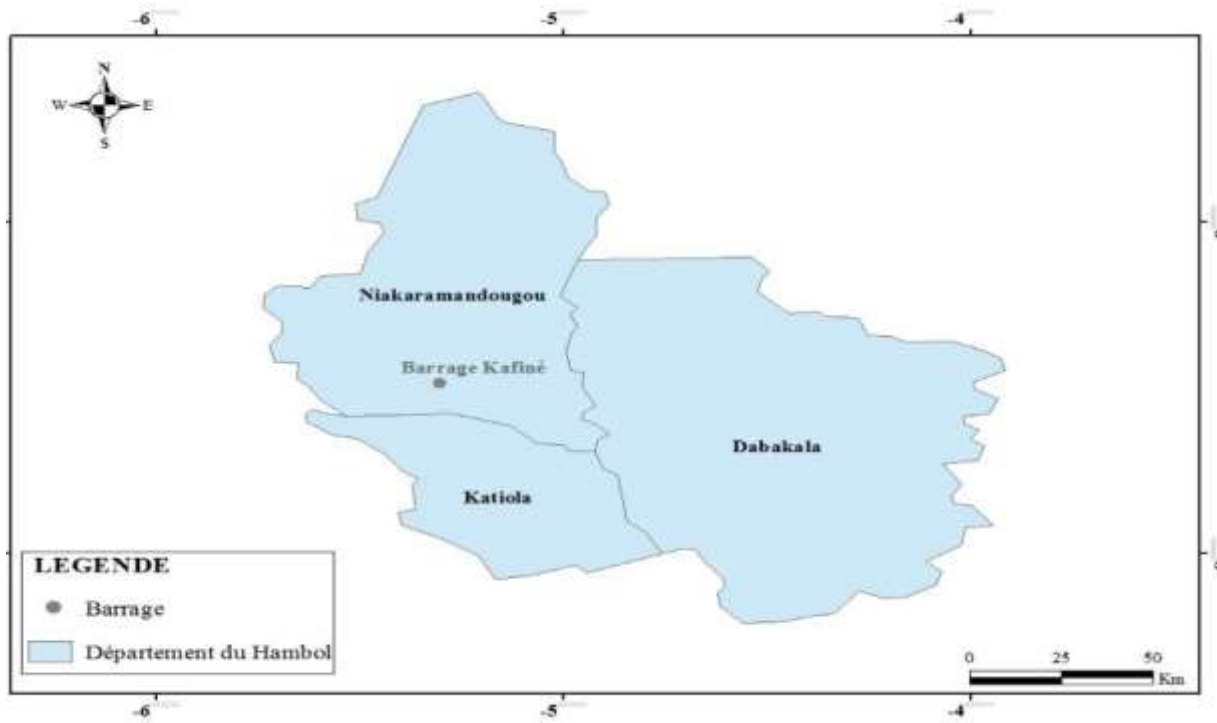 -6 -5 -4
N
W E
S
Niakaramandougou
Barrage Kafiné
Dabakala
Katiola
LEGENDE
Barrage
Département du Hambol
0 25 50
Km
-6 -5 -4